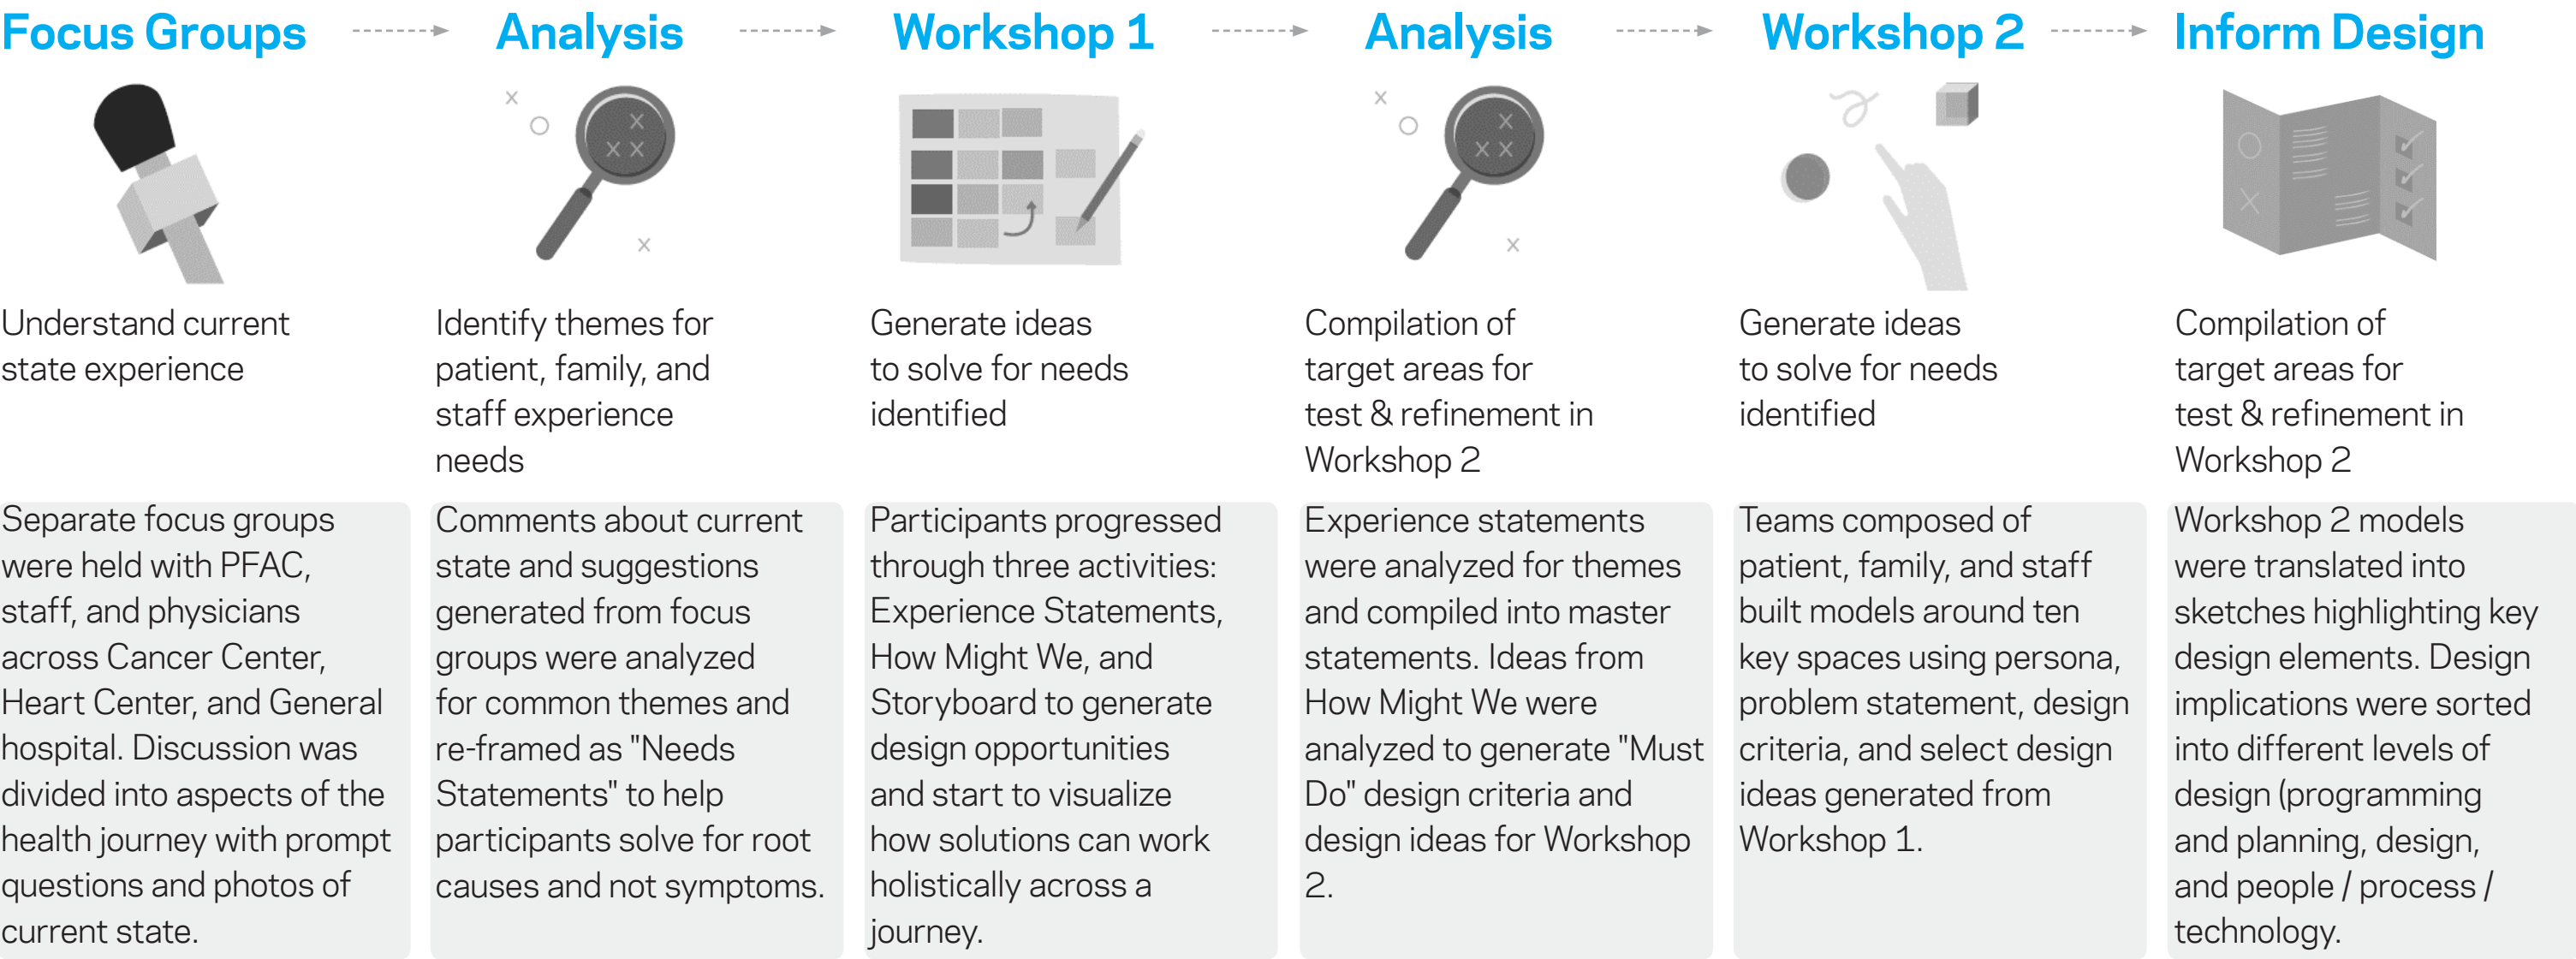 Focus Groups
Understand current
state experience
Separate focus groups
were held with PFAC,
staff, and physicians
across Cancer Center,
Heart Center, and General
hospital. Discussion was
divided into aspects of the
health journey with prompt
questions and photos of
current state.
Analysis
Identify themes for
patient, family, and
staff experience
needs
Comments about current
state and suggestions
generated from focus
groups were analyzed
for common themes and
re-framed as "Needs
Statements" to help
participants solve for root
causes and not symptoms.
Workshop 1
Generate ideas
to solve for needs
identified
Participants progressed
through three activities:
Experience Statements,
How Might We, and
Storyboard to generate
design opportunities
and start to visualize
how solutions can work
holistically across a
journey.
Analysis
Compilation of
target areas for
test & refinement in
Workshop 2
Experience statements
were analyzed for themes
and compiled into master
statements. Ideas from
How Might We were
analyzed to generate "Must
Do" design criteria and
design ideas for Workshop
2.
Workshop 2
Generate ideas
to solve for needs
identified
Teams composed of
patient, family, and staff
built models around ten
key spaces using persona,
problem statement, design
criteria, and select design
ideas generated from
Workshop 1.
Inform Design
Compilation of
target areas for
test & refinement in
Workshop 2
Workshop 2 models
were translated into
sketches highlighting key
design elements. Design
implications were sorted
into different levels of
design (programming
and planning, design,
and people / process /
technology.